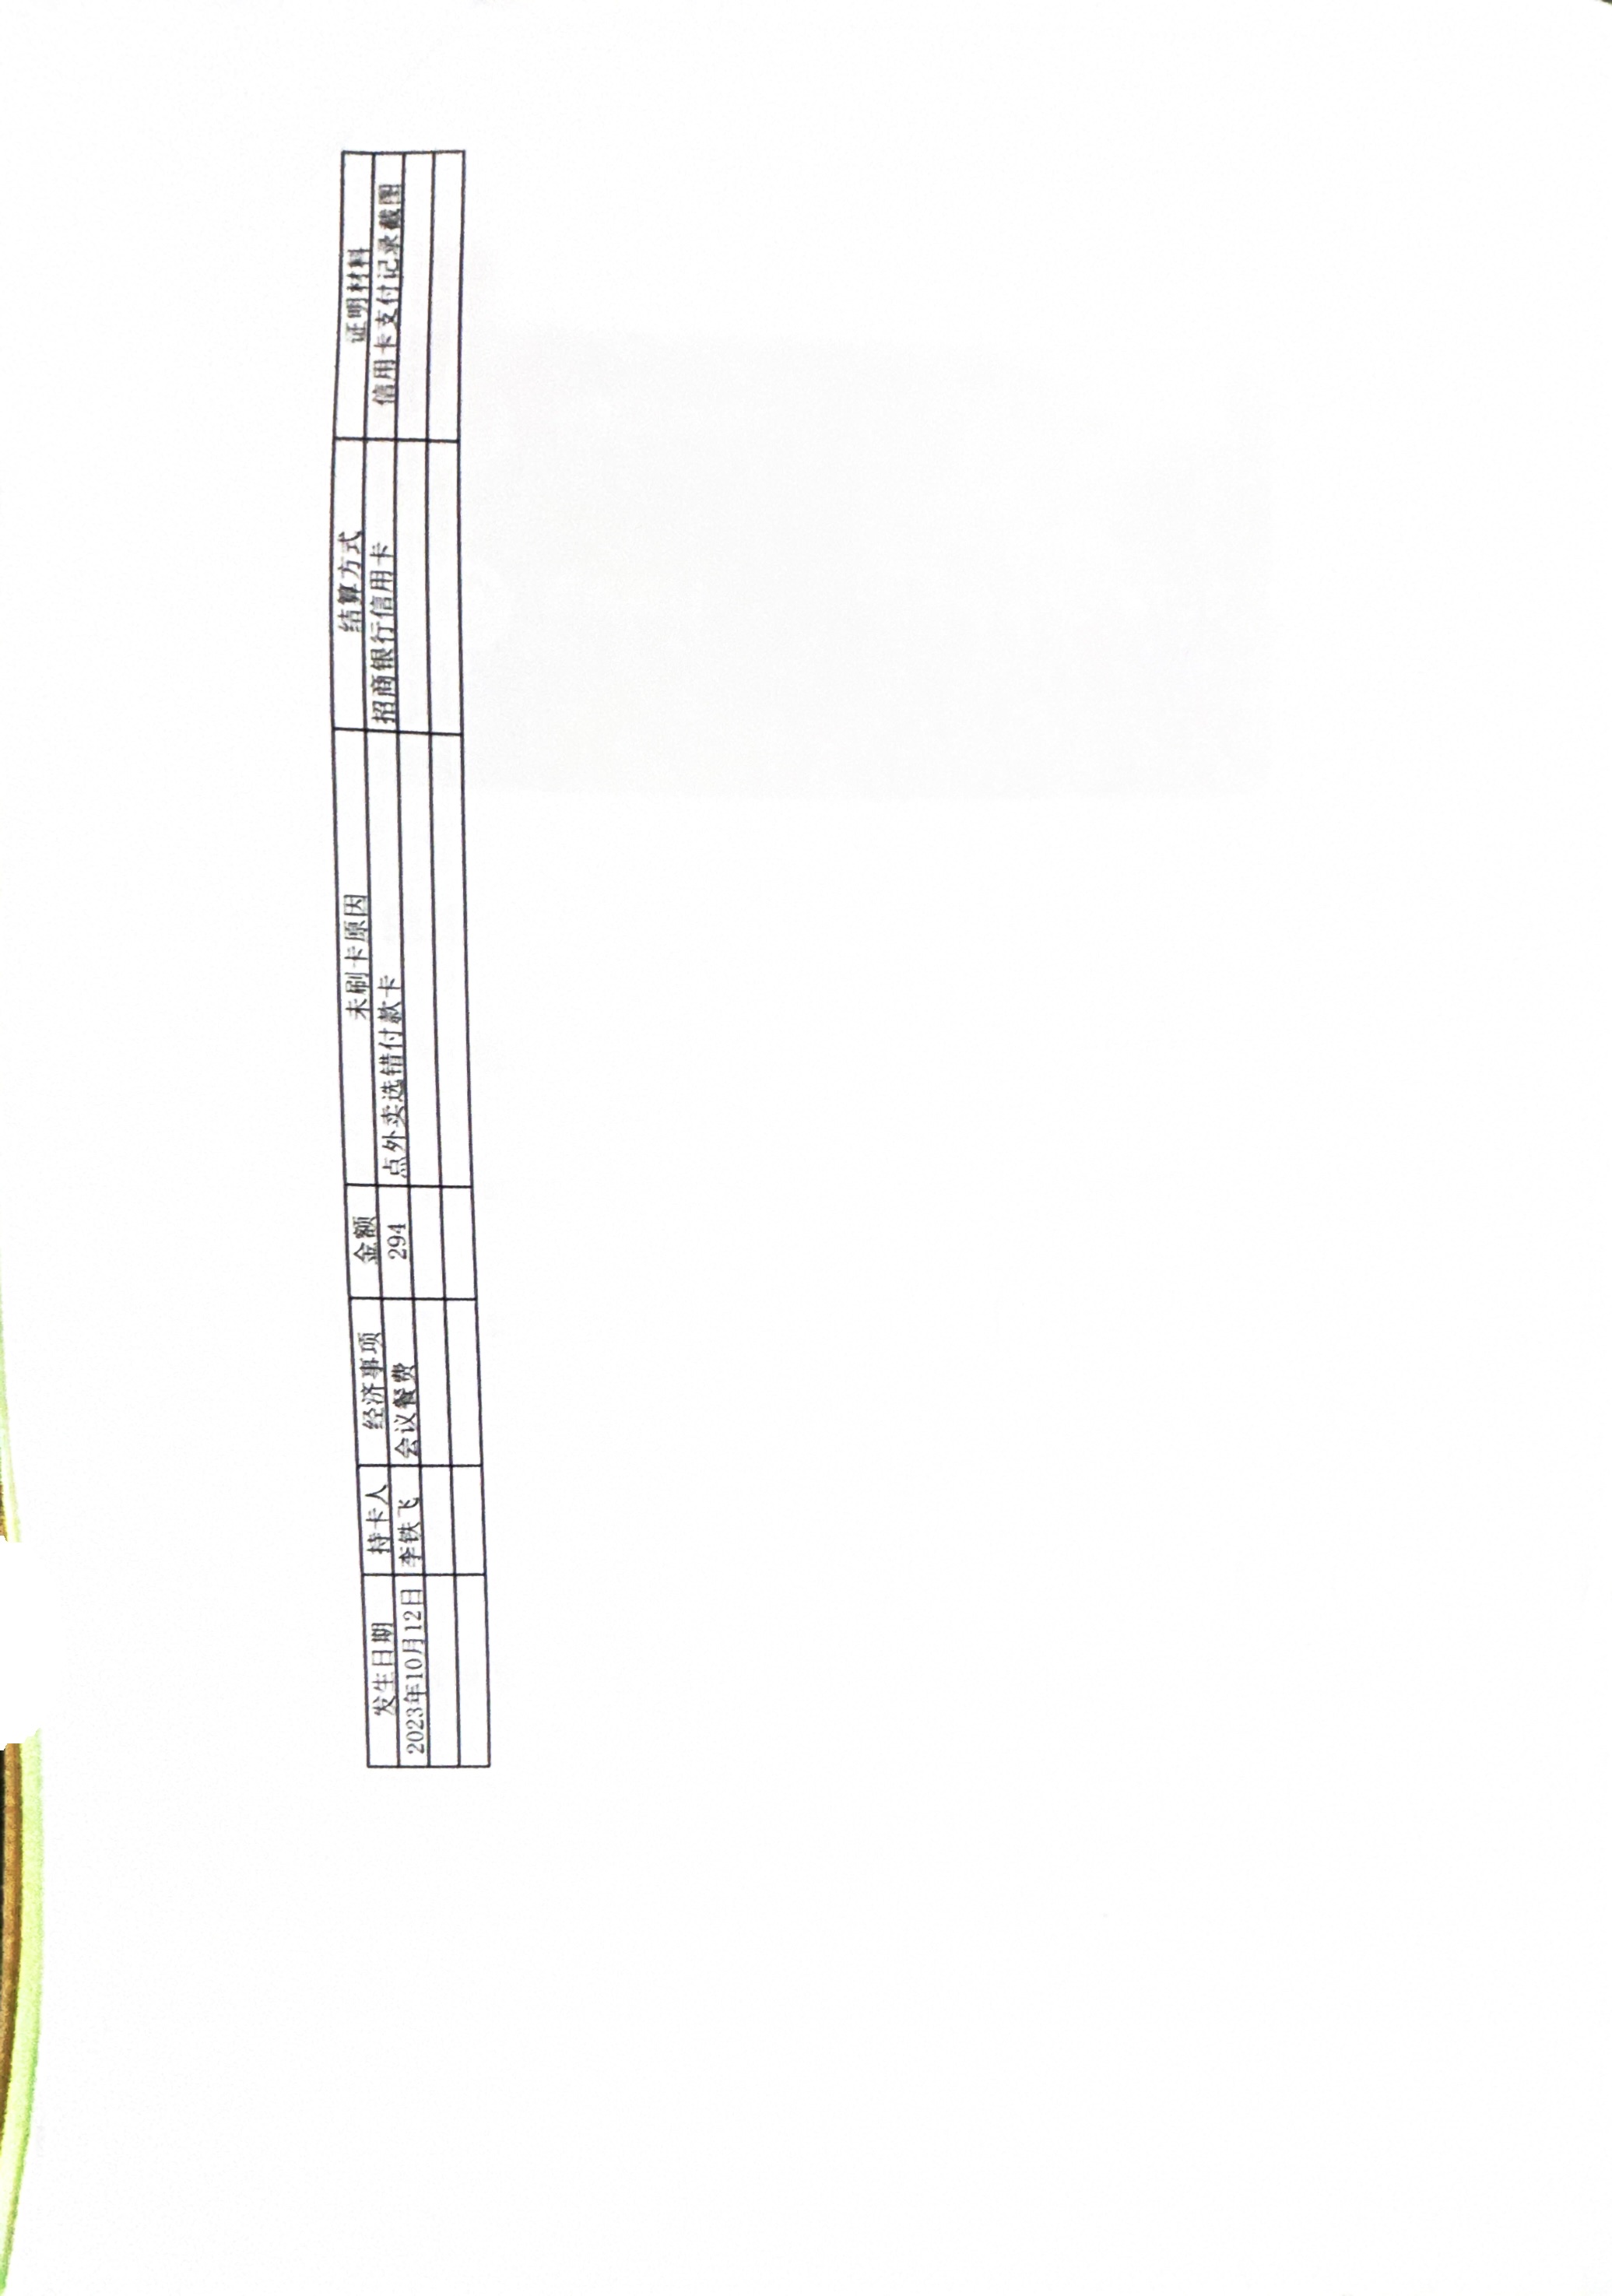 发生日期 持卡人 经济事项 金额 未刷卡原因 结算方式 证明材料
2023年10月12日 李铁飞 会议餐费 294 点外卖选错付款卡 招商银行信用卡 信用卡支付记录截图